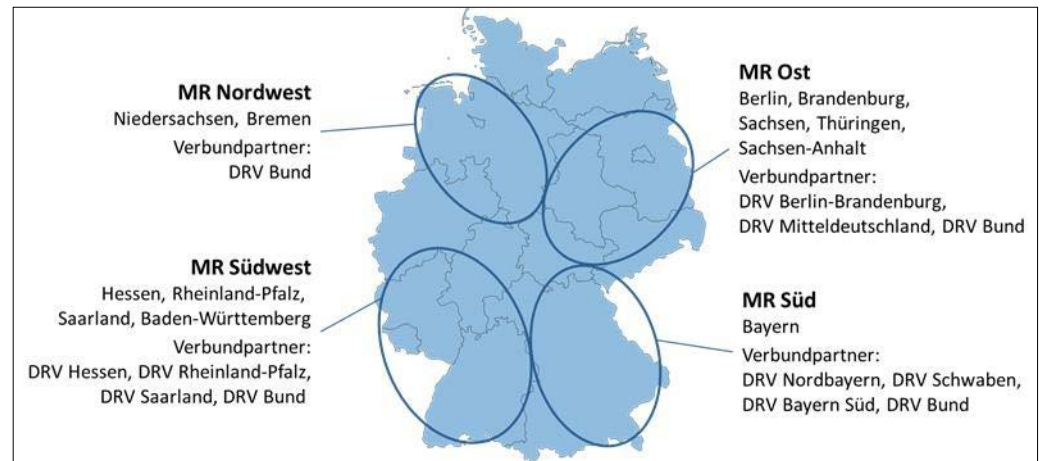 MR Nordwest
Niedersachsen, Bremen
Verbundpartner:
DRV Bund
MR Ost
Berlin, Brandenburg,
Sachsen, Thüringen,
Sachsen-Anhalt
Verbundpartner:
DRV Berlin-Brandenburg,
DRV Mitteldeutschland, DRV Bund
MR Südwest
Hessen, Rheinland-Pfalz,
Saarland, Baden-Württemberg
Verbundpartner:
DRV Hessen, DRV Rheinland-Pfalz,
DRV Saarland, DRV Bund
MR Süd
Bayern
Verbundpartner:
DRV Nordbayern, DRV Schwaben,
DRV Bayern Süd, DRV Bund